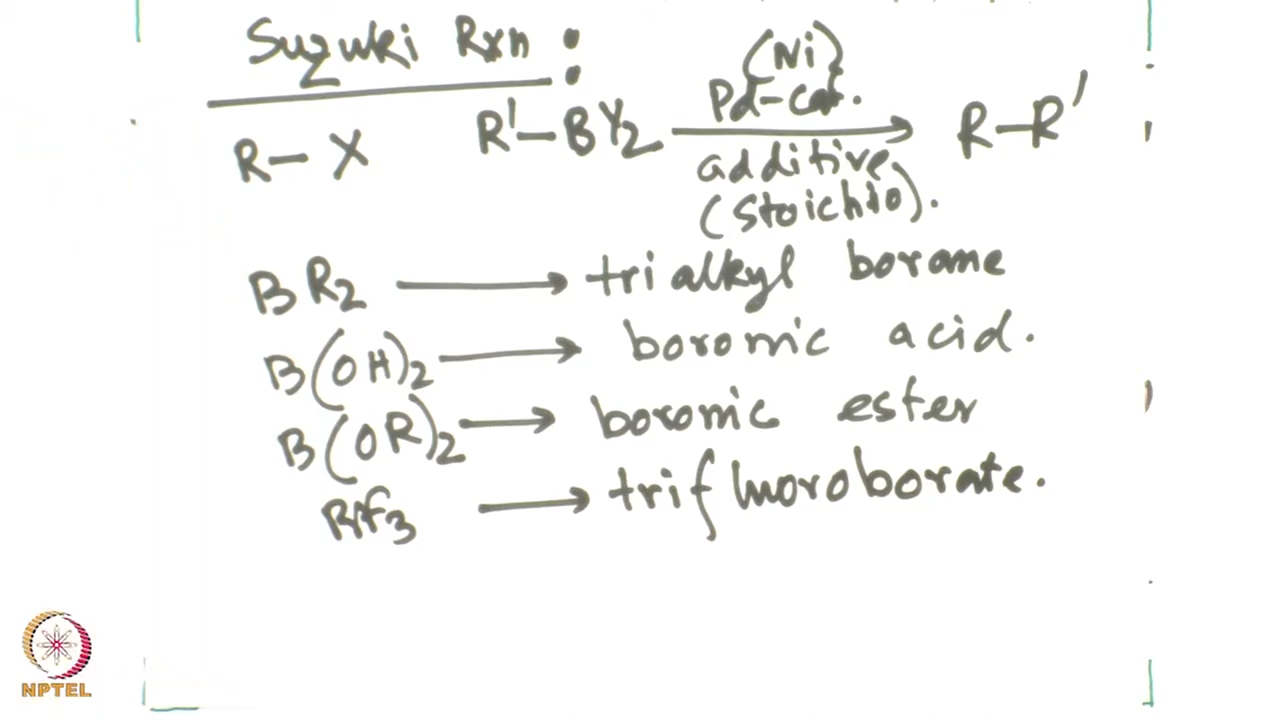 Suzuki Rxn :
(Ni)
R-X R'-BY2 Pd-Cat. R-R'
additive
(stoichio).
BR2 → trialkyl borane
B(OH)2 → boronic acid.
B(OR)2 → boronic ester
BF3 → trifluoroborate.
NPTEL